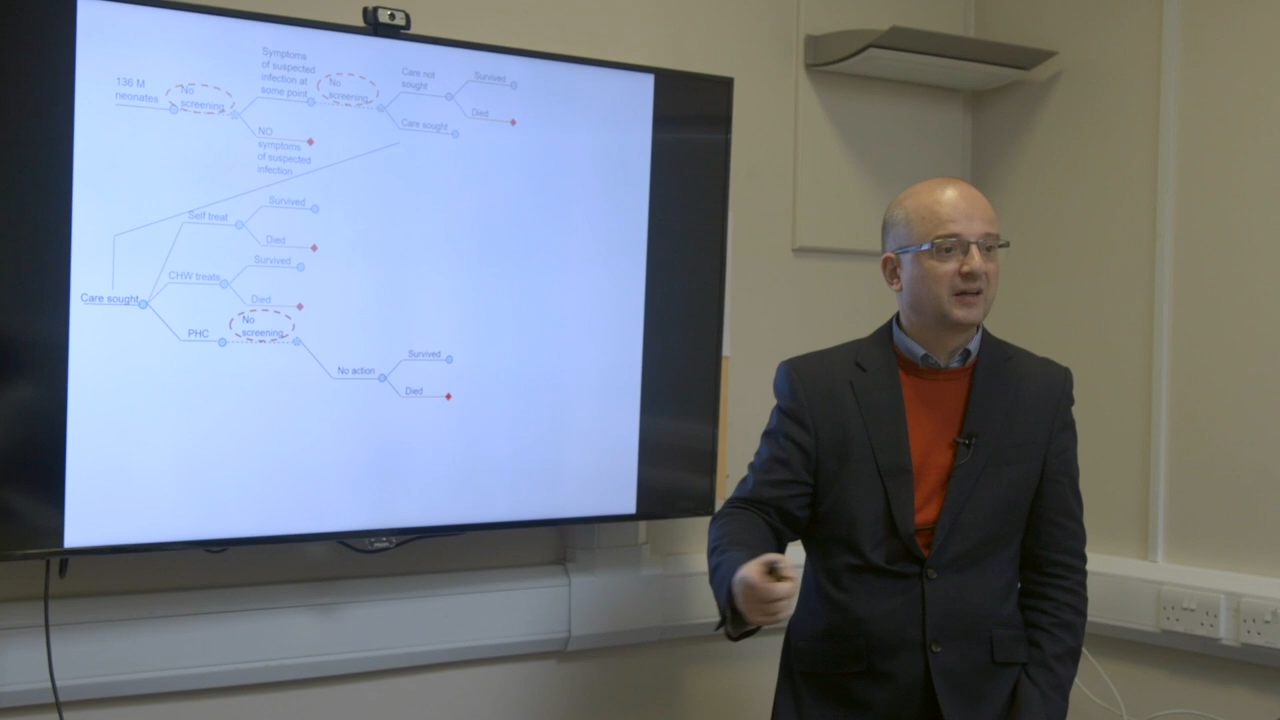 136 M
neonates
No
screening
Symptoms
of suspected
infection at
some point
No
screening
Care not
sought
Survived
Died
Care sought
NO
symptoms
of suspected
infection
Self treat
Survived
Died
CHW treats
Survived
Died
Care sought
PHC
No
screening
No action
Survived
Died